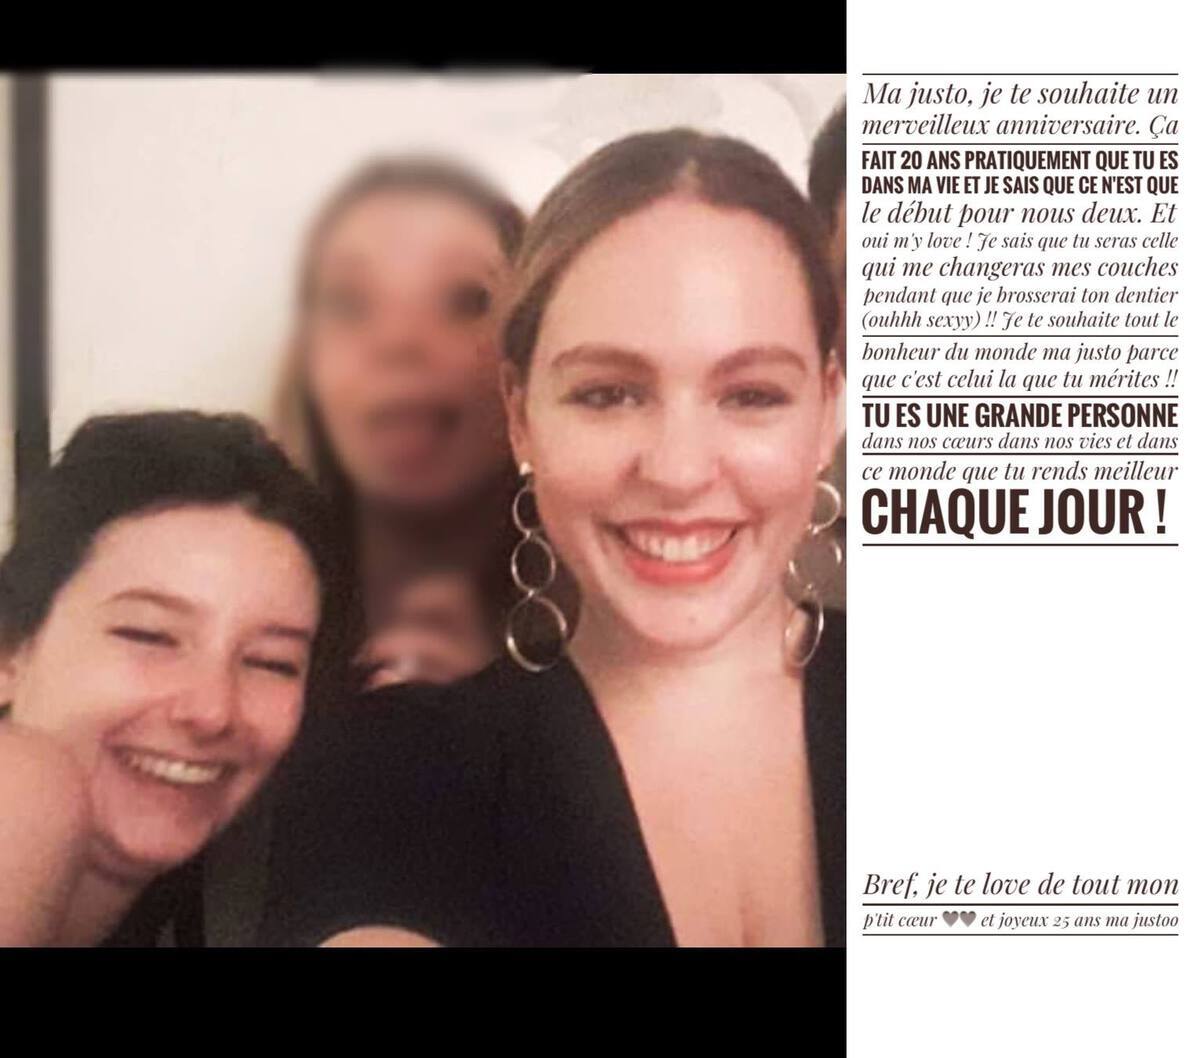 Ma justo, je te souhaite un
merveilleux anniversaire. Ça
FAIT 20 ANS PRATIQUEMENT QUE TU ES
DANS MA VIE ET JE SAIS QUE CE N'EST QUE
le début pour nous deux. Et
oui m'y love ! Je sais que tu seras celle
qui me changeras mes couches
pendant que je brosserai ton dentier
(ouhhh sexyy) !! Je te souhaite tout le
bonheur du monde ma justo parce
que c'est celui la que tu mérites !!
TU ES UNE GRANDE PERSONNE
dans nos cœurs dans nos vies et dans
ce monde que tu rends meilleur
CHAQUE JOUR !
Bref, je te love de tout mon
p'tit cœur 🖤🖤 et joyeux 25 ans ma justoo